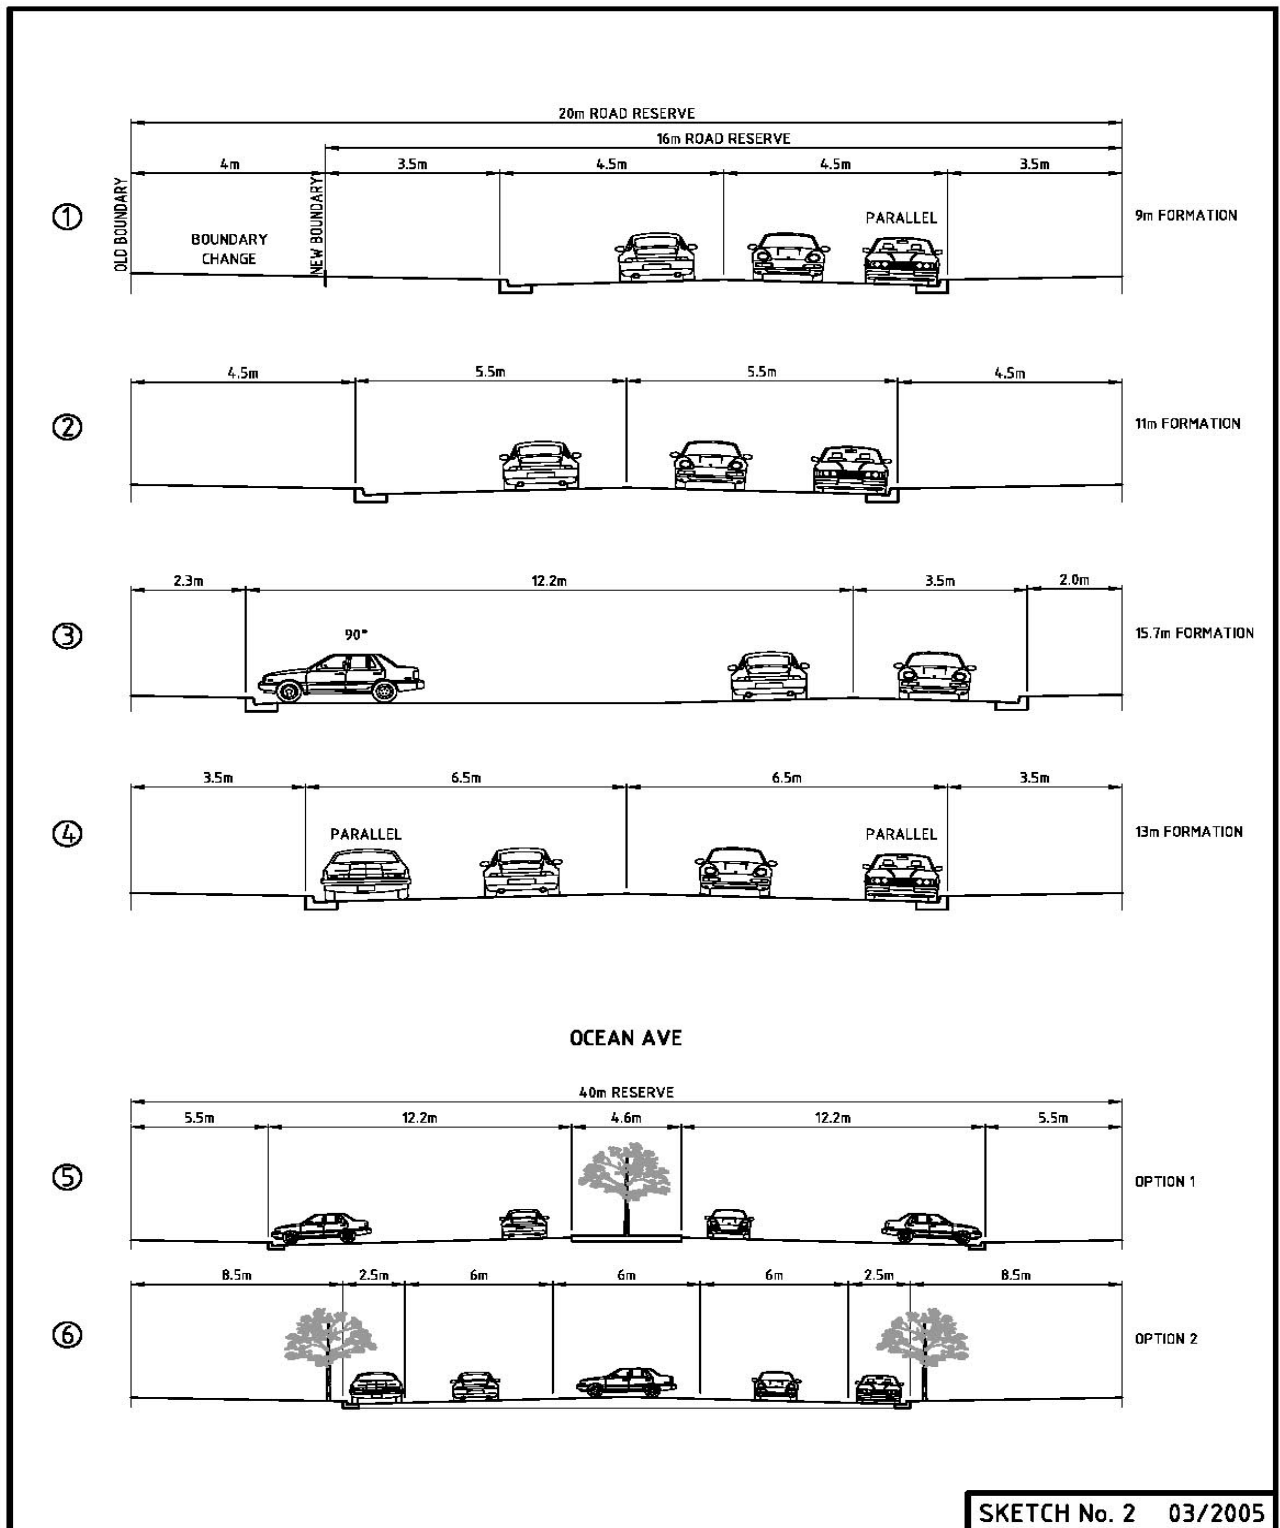 20m ROAD RESERVE
16m ROAD RESERVE
4m 3.5m 4.5m 4.5m 3.5m
①
OLD BOUNDARY
BOUNDARY
CHANGE
NEW BOUNDARY
PARALLEL
9m FORMATION
4.5m 5.5m 5.5m 4.5m
②
11m FORMATION
2.3m 12.2m 3.5m 2.0m
③
90°
15.7m FORMATION
3.5m 6.5m 6.5m 3.5m
④
PARALLEL PARALLEL
13m FORMATION
OCEAN AVE
40m RESERVE
5.5m 12.2m 4.6m 12.2m 5.5m
⑤
OPTION 1
8.5m 2.5m 6m 6m 6m 2.5m 8.5m
⑥
OPTION 2
SKETCH No. 2 03/2005